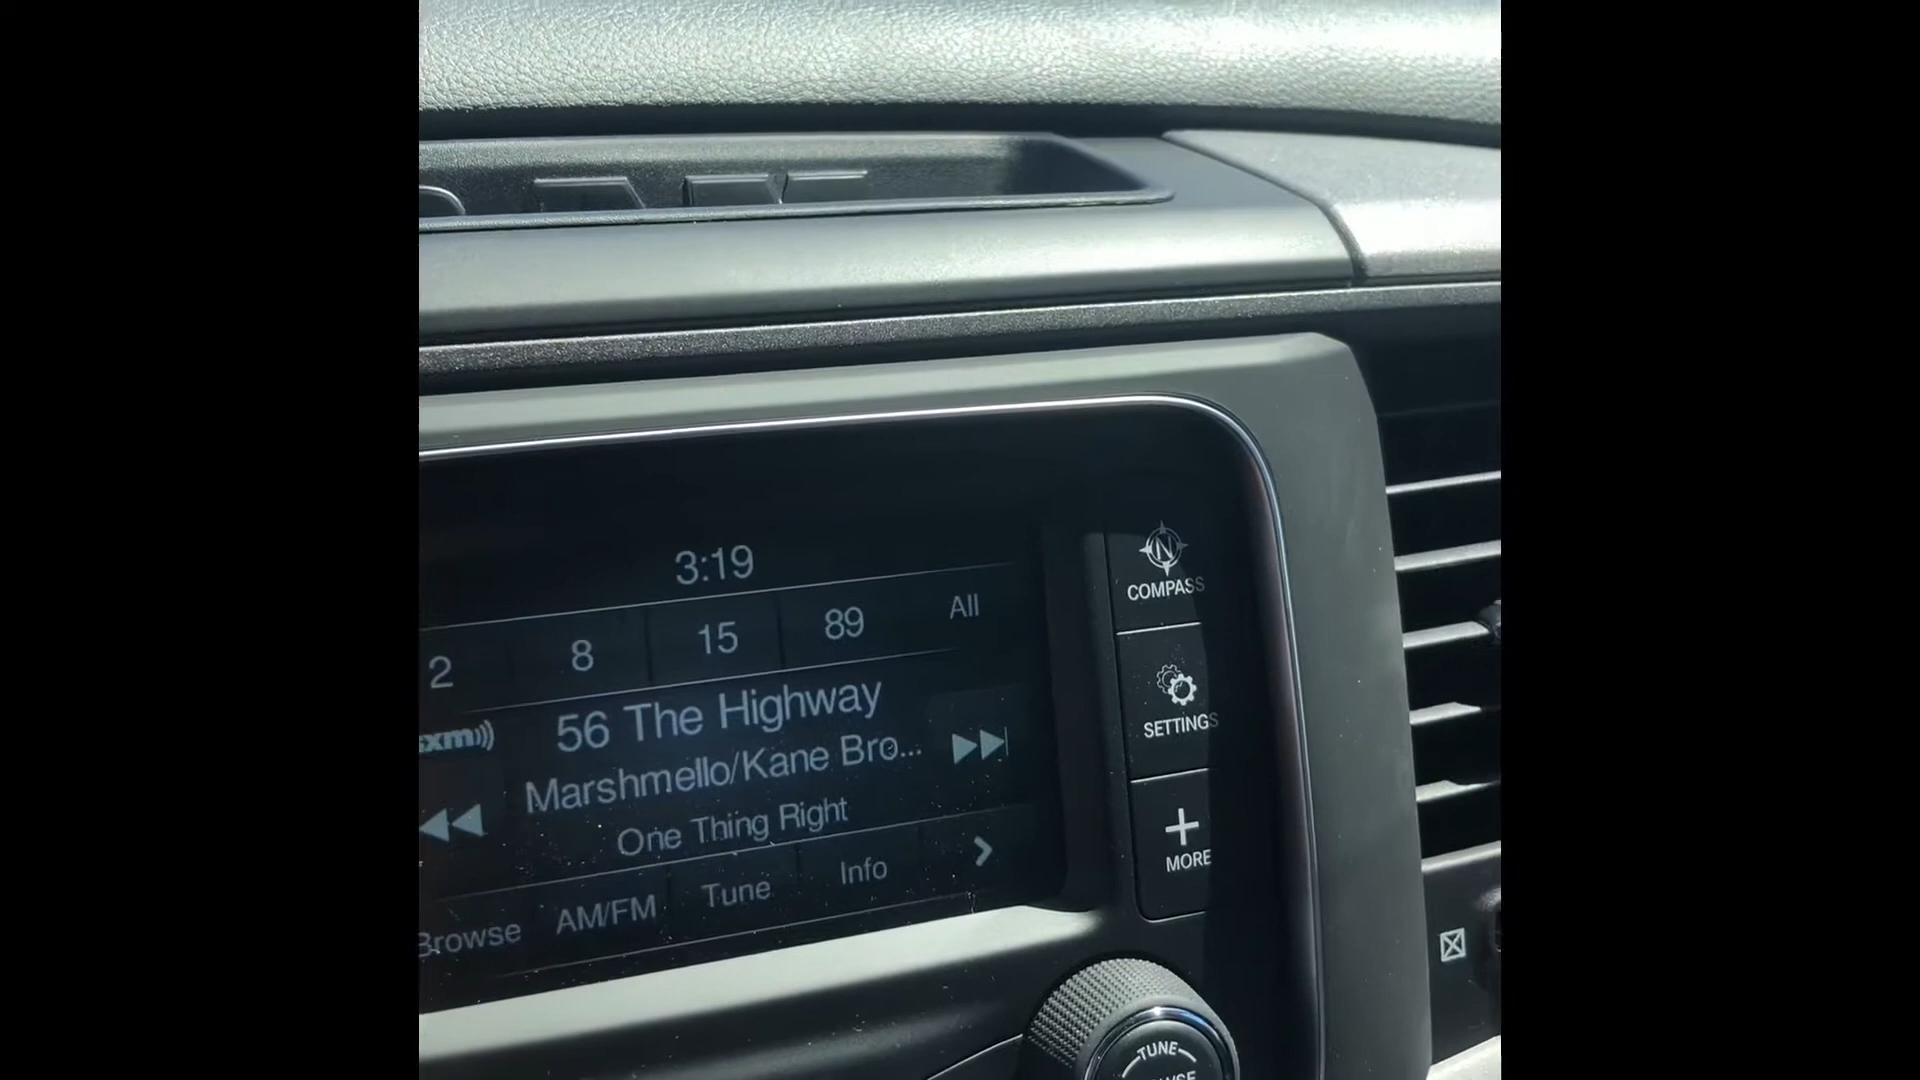 3:19
2 8 15 89 All
sxm
56 The Highway
Marshmello/Kane Bro...
One Thing Right
Browse AM/FM Tune Info
N
COMPASS
SETTINGS
MORE
TUNE